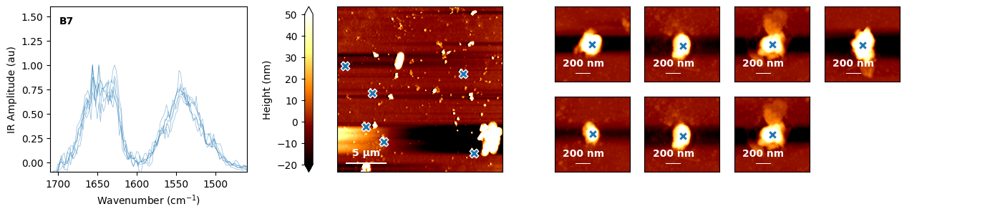 B7
IR Amplitude (au)
1.50
1.25
1.00
0.75
0.50
0.25
0.00
1700 1650 1600 1550 1500
Wavenumber (cm⁻¹)
Height (nm)
50
40
30
20
10
0
−10
−20
5 µm
200 nm 200 nm 200 nm 200 nm
200 nm 200 nm 200 nm